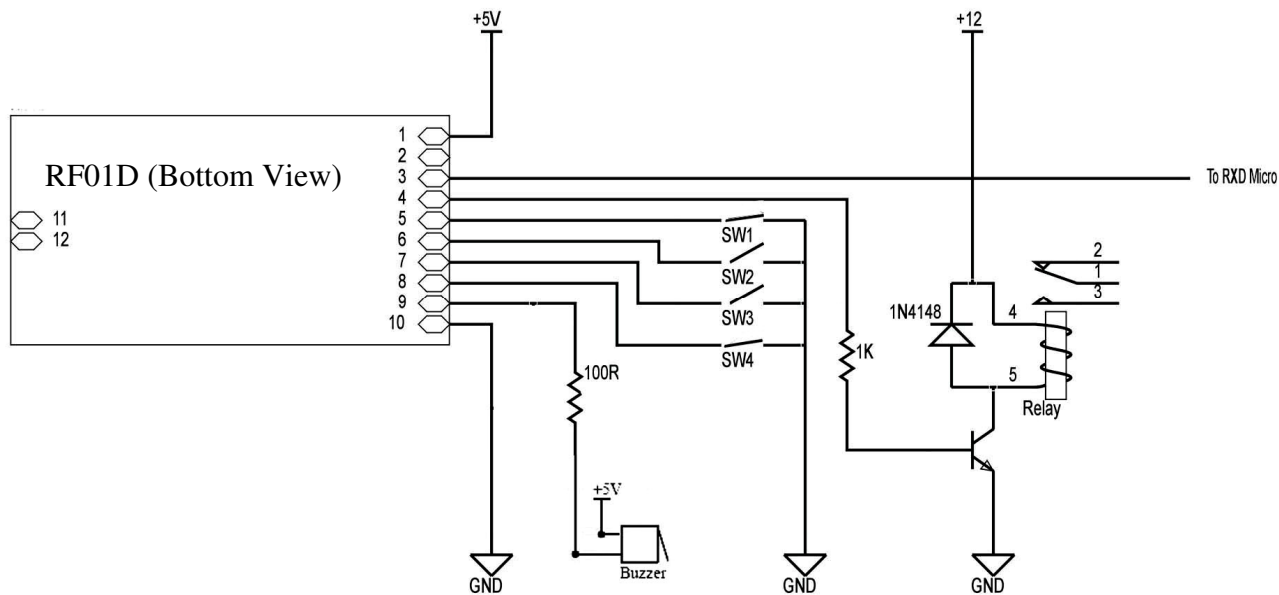 +5V
+12
RF01D (Bottom View)
1
2
3
4
5
6
7
8
9
10
11
12
To RXD Micro
SW1
SW2
SW3
SW4
2
1
3
1N4148
4
5
1K
Relay
100R
+5V
Buzzer
GND
GND
GND